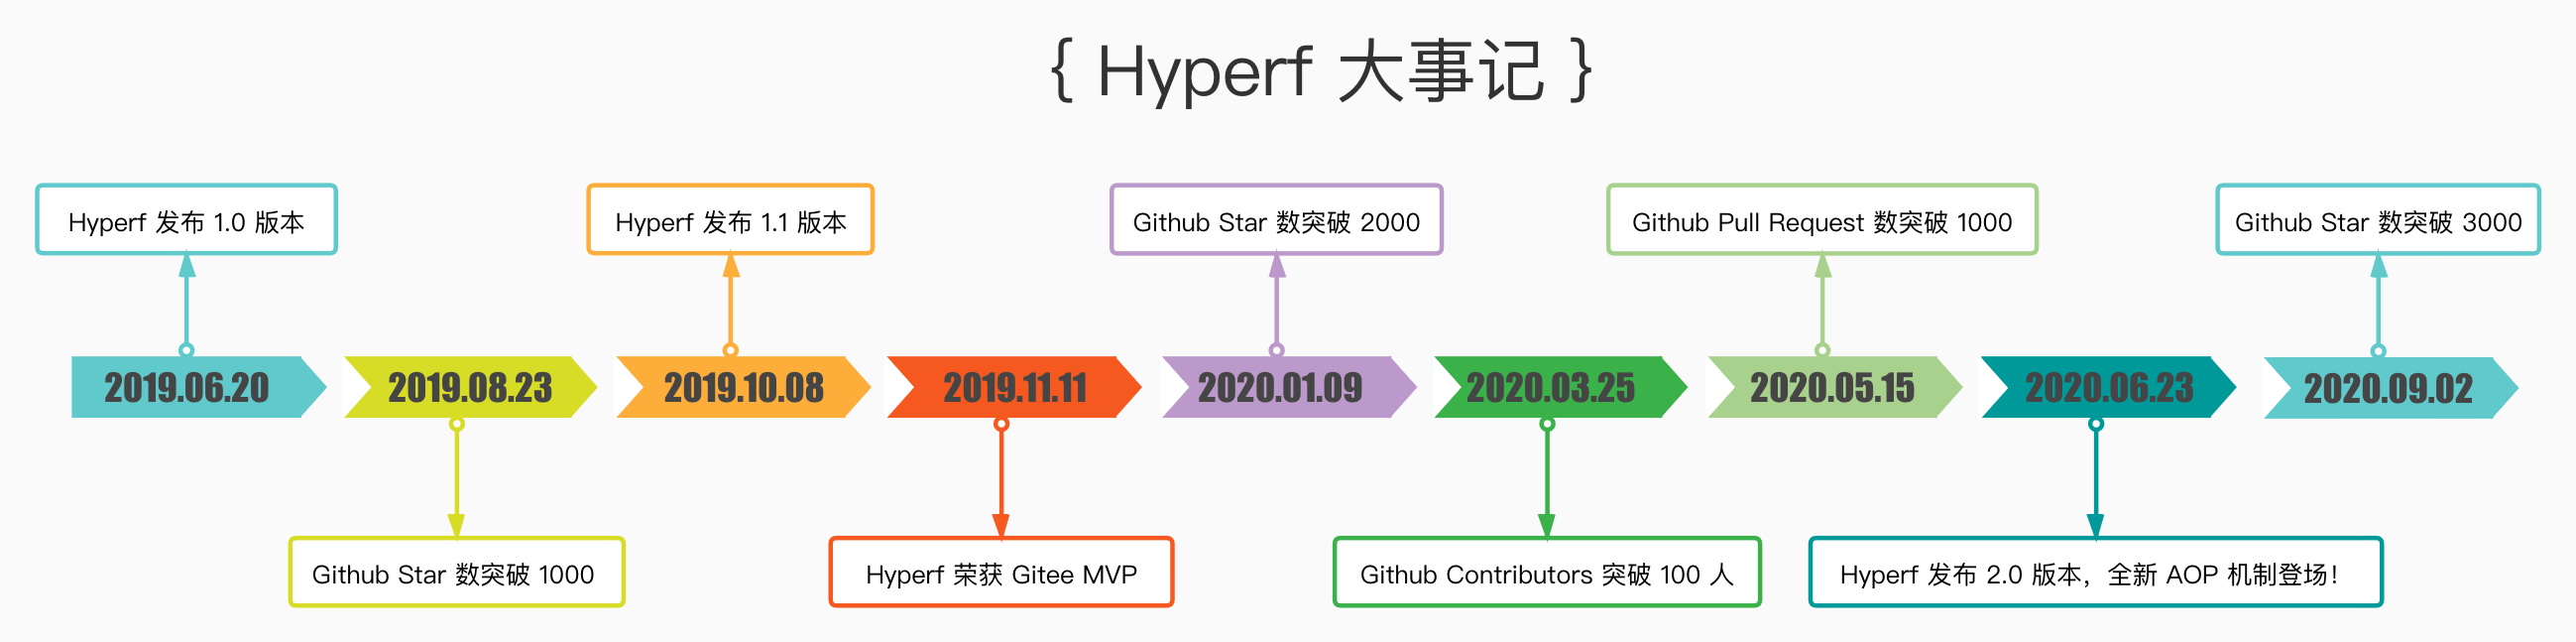 { Hyperf 大事记 }
Hyperf 发布 1.0 版本
Hyperf 发布 1.1 版本
Github Star 数突破 2000
Github Pull Request 数突破 1000
Github Star 数突破 3000
2019.06.20
2019.08.23
2019.10.08
2019.11.11
2020.01.09
2020.03.25
2020.05.15
2020.06.23
2020.09.02
Github Star 数突破 1000
Hyperf 荣获 Gitee MVP
Github Contributors 突破 100 人
Hyperf 发布 2.0 版本，全新 AOP 机制登场！